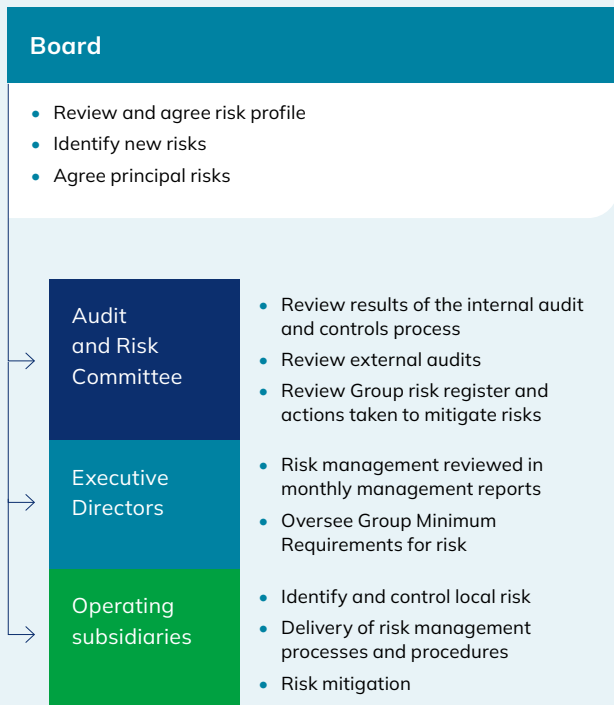 Board
• Review and agree risk profile
• Identify new risks
• Agree principal risks
Audit
and Risk
Committee
• Review results of the internal audit
and controls process
• Review external audits
• Review Group risk register and
actions taken to mitigate risks
Executive
Directors
• Risk management reviewed in
monthly management reports
• Oversee Group Minimum
Requirements for risk
Operating
subsidiaries
• Identify and control local risk
• Delivery of risk management
processes and procedures
• Risk mitigation